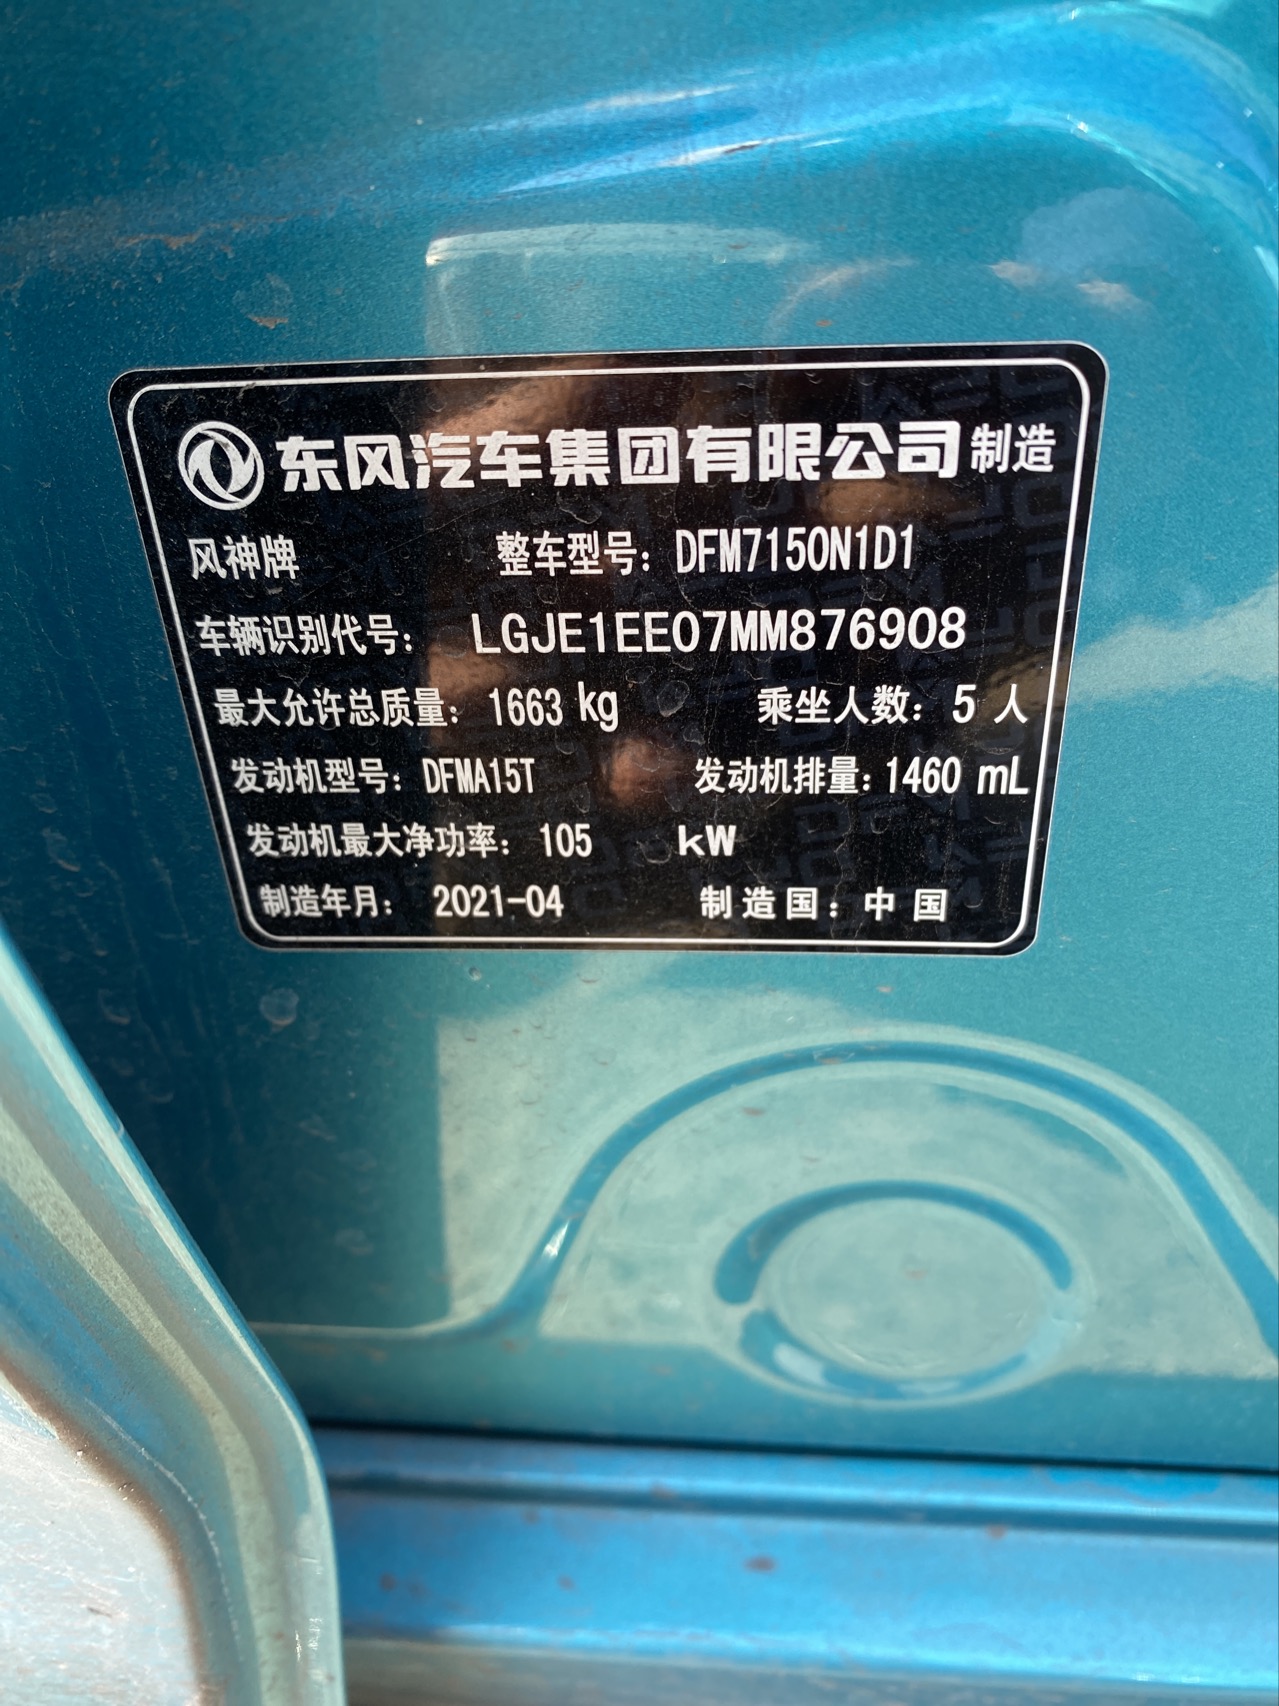 东风汽车集团有限公司制造
风神牌 整车型号：DFM7150N1D1
车辆识别代号： LGJE1EE07MM876908
最大允许总质量： 1663 kg 乘坐人数： 5 人
发动机型号：DFMA15T 发动机排量：1460 mL
发动机最大净功率： 105 kW
制造年月： 2021-04 制造国：中国